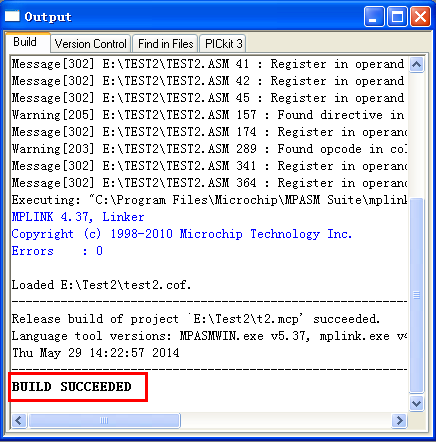 Output
Build
Version Control
Find in Files
PICkit 3
Message[302] E:\TEST2\TEST2.ASM 41 : Register in operand
Message[302] E:\TEST2\TEST2.ASM 42 : Register in operand
Message[302] E:\TEST2\TEST2.ASM 45 : Register in operand
Warning[205] E:\TEST2\TEST2.ASM 157 : Found directive in
Message[302] E:\TEST2\TEST2.ASM 174 : Register in operan
Warning[203] E:\TEST2\TEST2.ASM 289 : Found opcode in col
Message[302] E:\TEST2\TEST2.ASM 341 : Register in operan
Message[302] E:\TEST2\TEST2.ASM 364 : Register in operan
Executing: "C:\Program Files\Microchip\MPASM Suite\mplink
MPLINK 4.37, Linker
Copyright (c) 1998-2010 Microchip Technology Inc.
Errors : 0
Loaded E:\Test2\test2.cof.
Release build of project `E:\Test2\t2.mcp' succeeded.
Language tool versions: MPASMWIN.exe v5.37, mplink.exe v4
Thu May 29 14:22:57 2014
BUILD SUCCEEDED